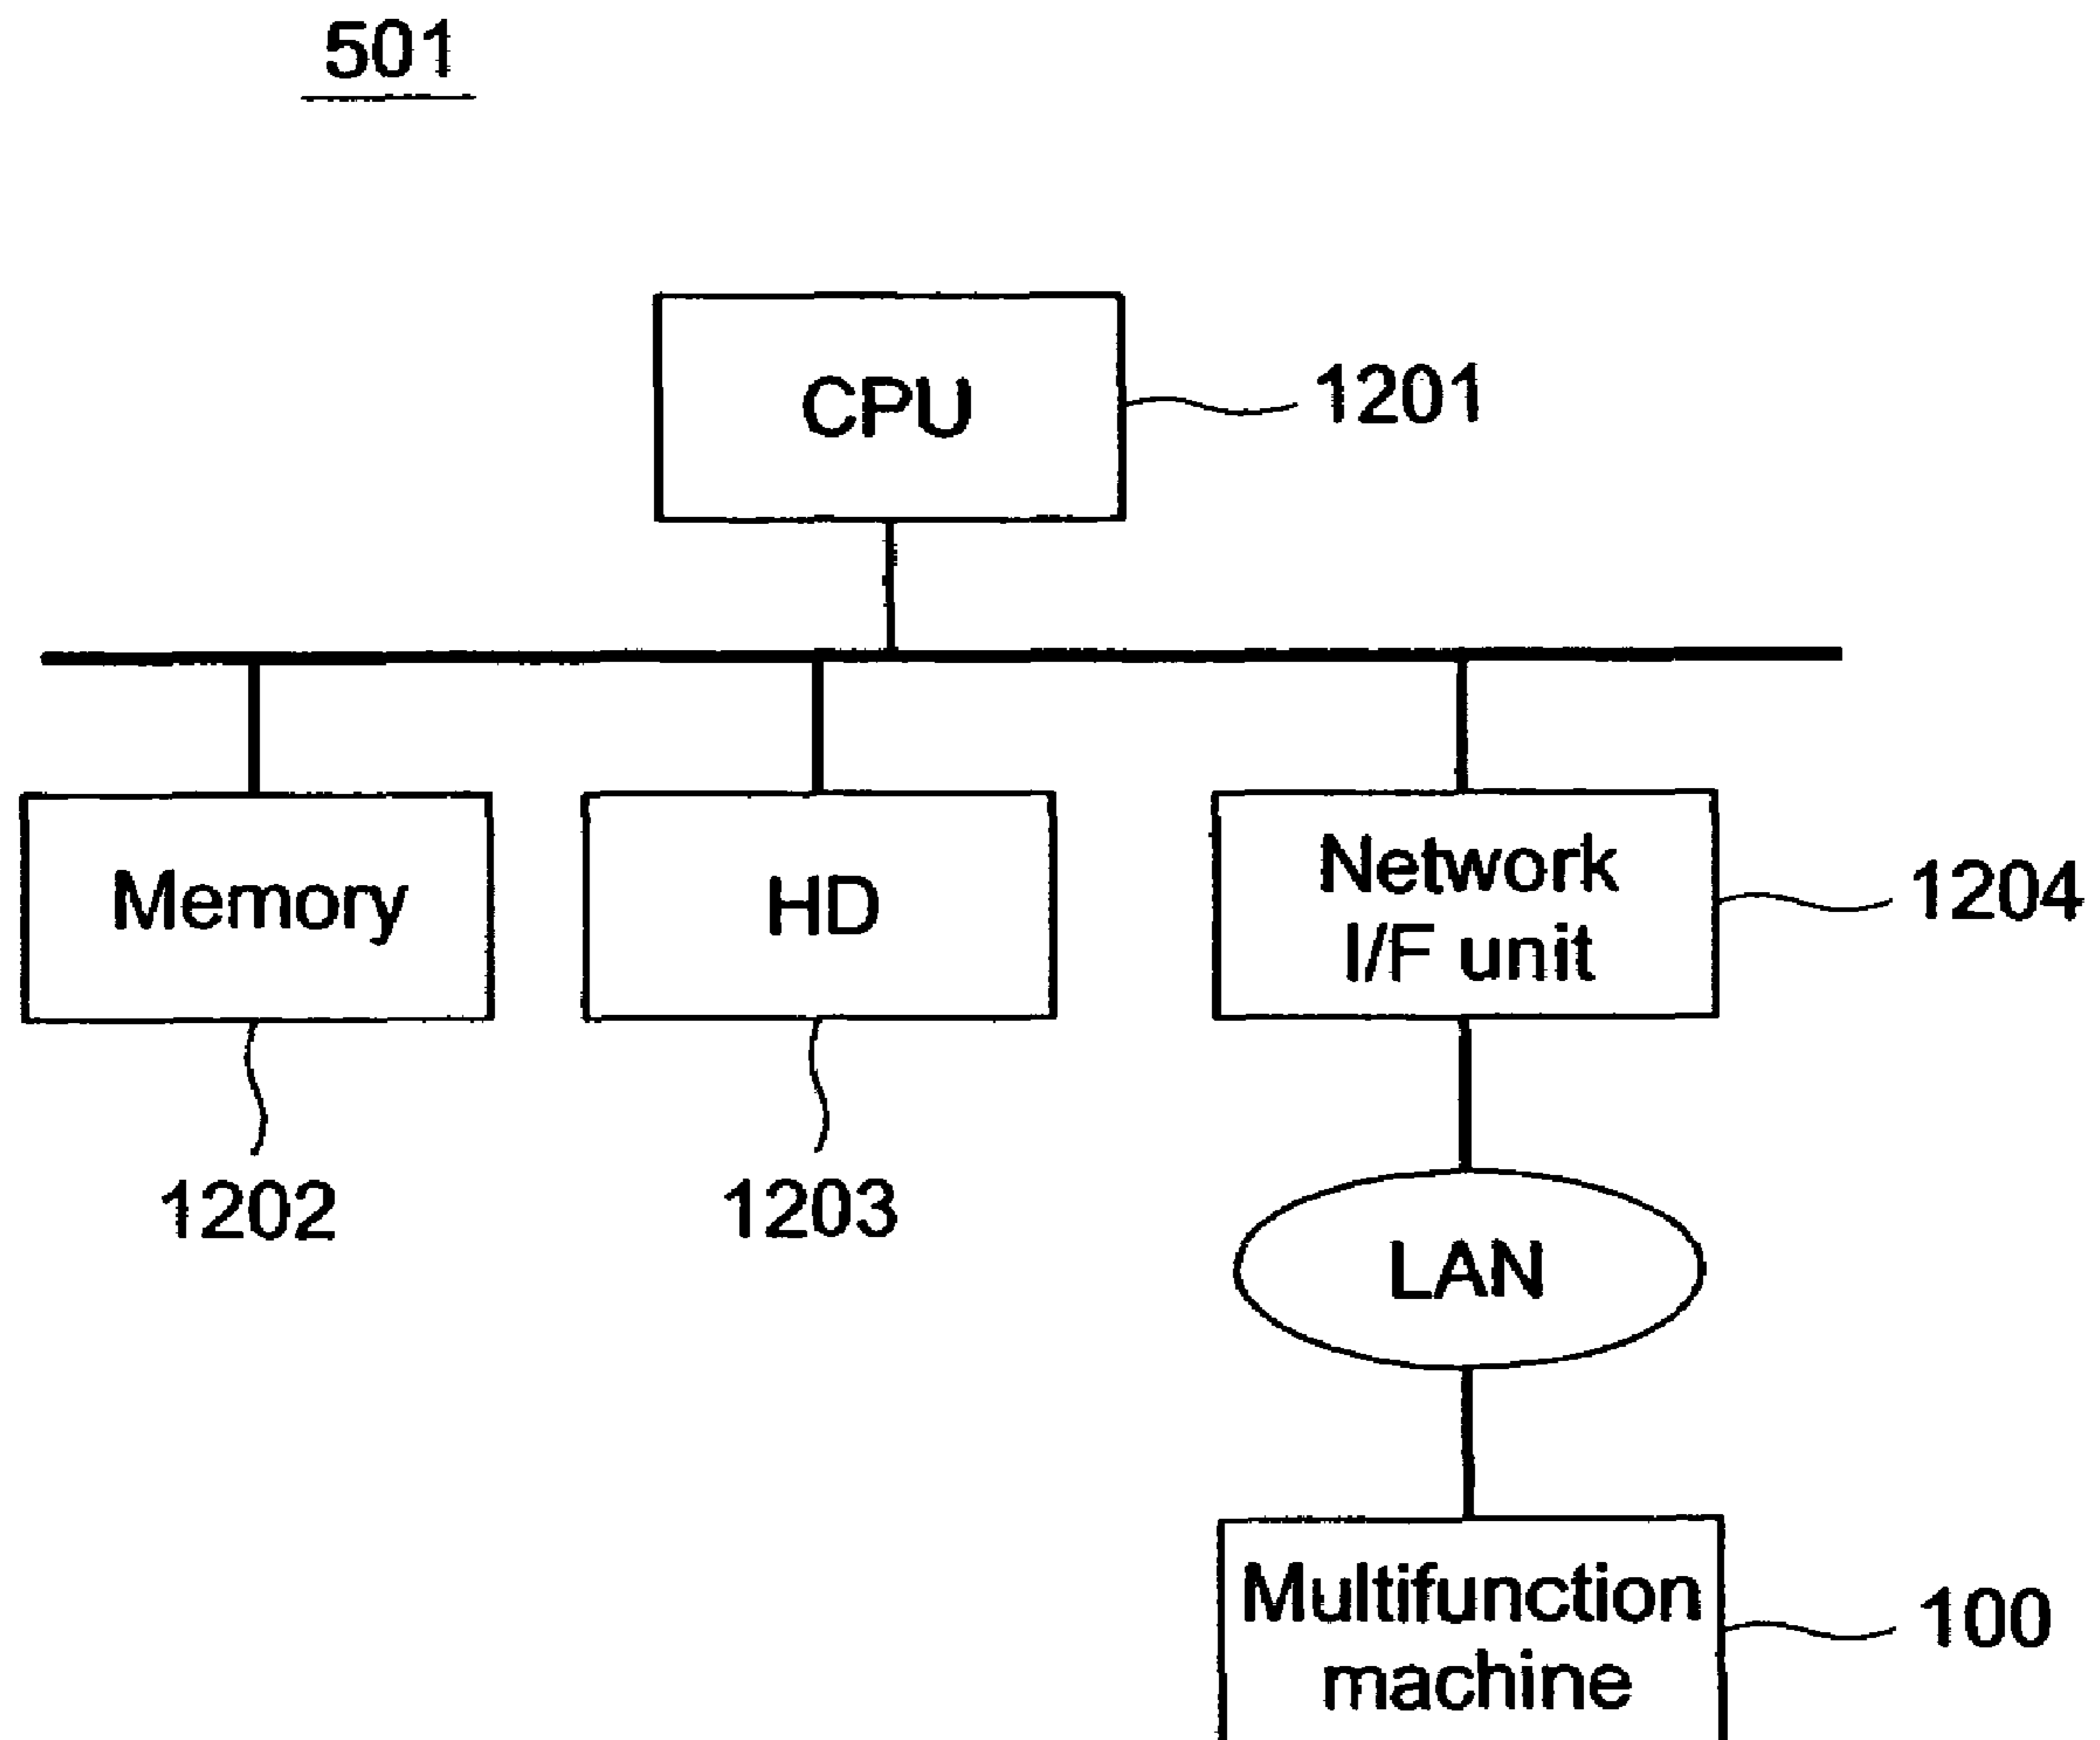 501
CPU
1201
Memory
HD
Network
I/F unit
1204
1202
1203
LAN
Multifunction
machine
100